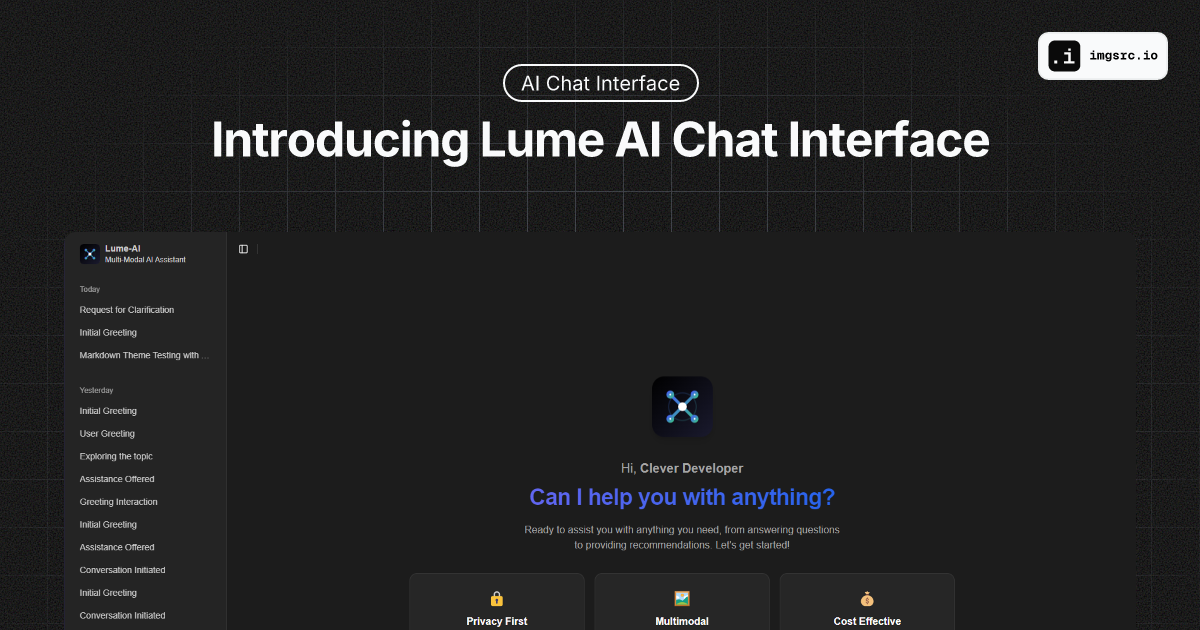 .i imgsrc.io
AI Chat Interface
Introducing Lume AI Chat Interface
Lume-AI
Multi-Modal AI Assistant
Today
Request for Clarification
Initial Greeting
Markdown Theme Testing with ...
Yesterday
Initial Greeting
User Greeting
Exploring the topic
Assistance Offered
Greeting Interaction
Initial Greeting
Assistance Offered
Conversation Initiated
Initial Greeting
Conversation Initiated
Hi, Clever Developer
Can I help you with anything?
Ready to assist you with anything you need, from answering questions
to providing recommendations. Let's get started!
Privacy First
Multimodal
Cost Effective